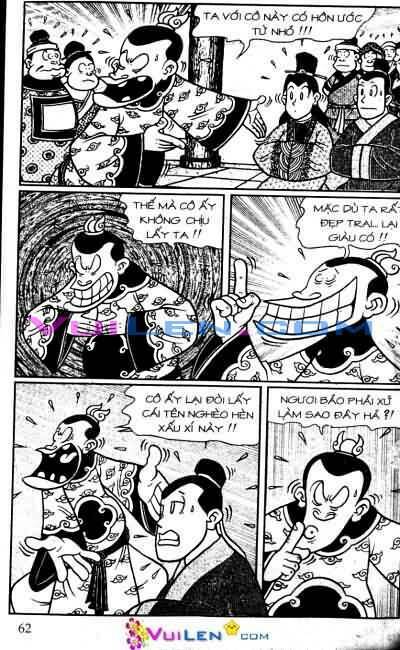 TA VỚI CÔ NÀY CÓ HÔN ƯỚC
TỪ NHỎ !!!
THẾ MÀ CÔ ẤY
KHÔNG CHỊU
LẤY TA !!
MẶC DÙ TA RẤT
ĐẸP TRAI.. LẠI
GIÀU CÓ !!
VUILEN.COM
CÔ ẤY LẠI ĐÒI LẤY
CÁI TÊN NGHÈO HÈN
XẤU XÍ NÀY !!
NGƯƠI BẢO PHẢI XỬ
LÀM SAO ĐÂY HẢ ?!
62
VUILEN.COM